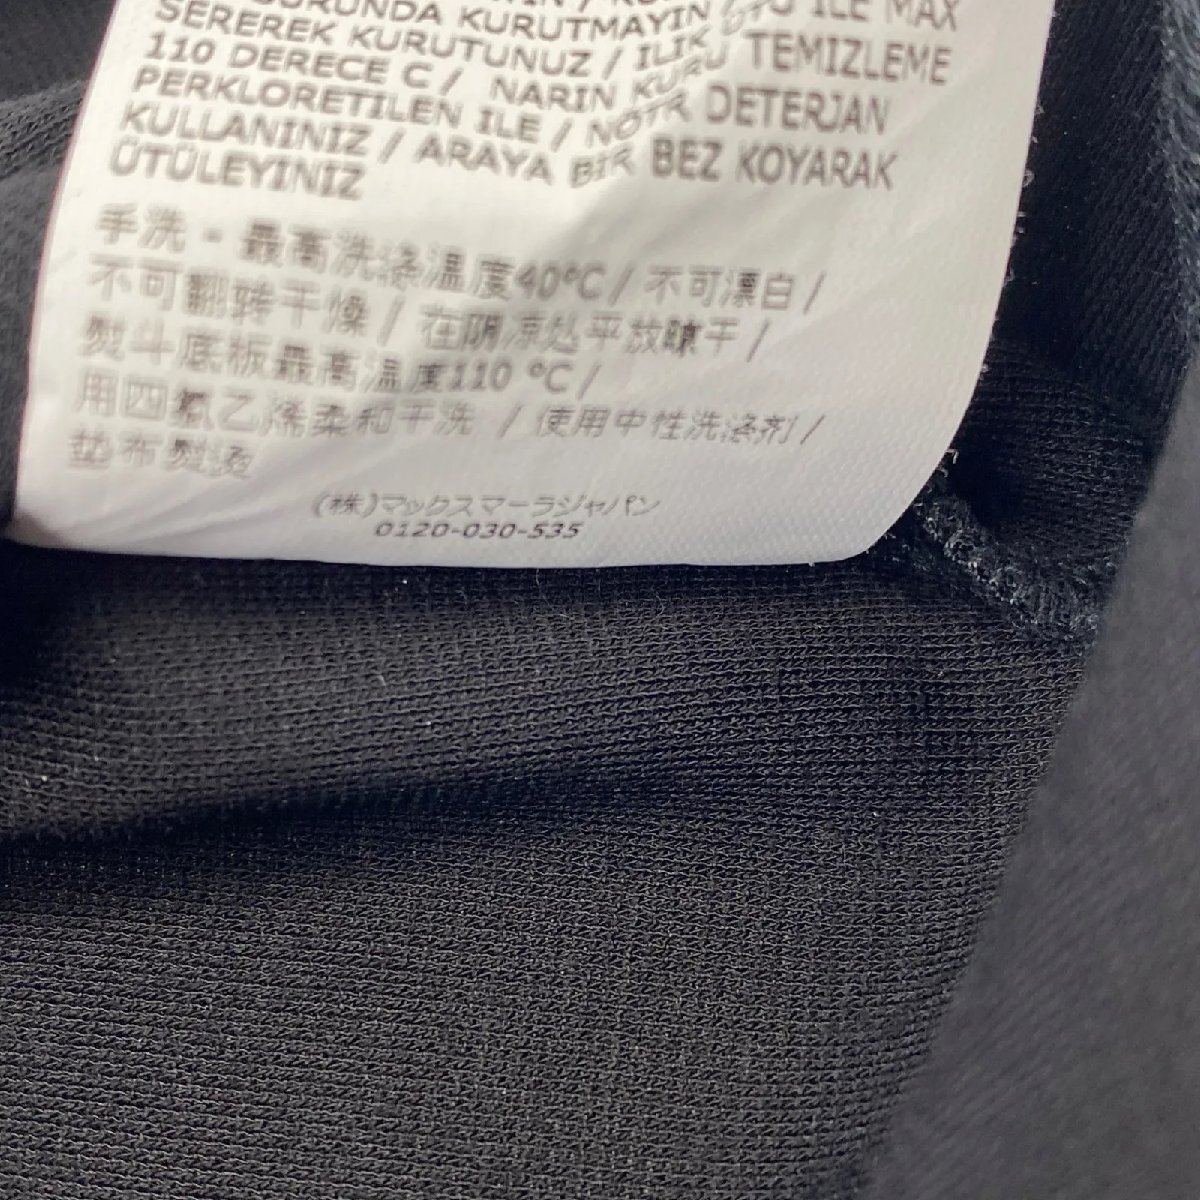 KURUTMAYIN
ILE MAX
SEREREK KURUTUNUZ / ILIK ÜTÜ TEMIZLEME
110 DERECE C / NARIN KURU DETERJAN
PERKLORETILEN ILE / NÖTR BEZ KOYARAK
KULLANINIZ / ARAYA BIR
ÜTÜLEYINIZ
手洗・最高洗涤温度40°C / 不可漂白 /
不可翻转干燥 / 在阴凉处平放晾干 /
熨斗底板最高温度110 °C /
用四氯乙烯柔和干洗 / 使用中性洗涤剂 /
垫布熨烫
(株)マックスマーラジャパン
0120-030-535